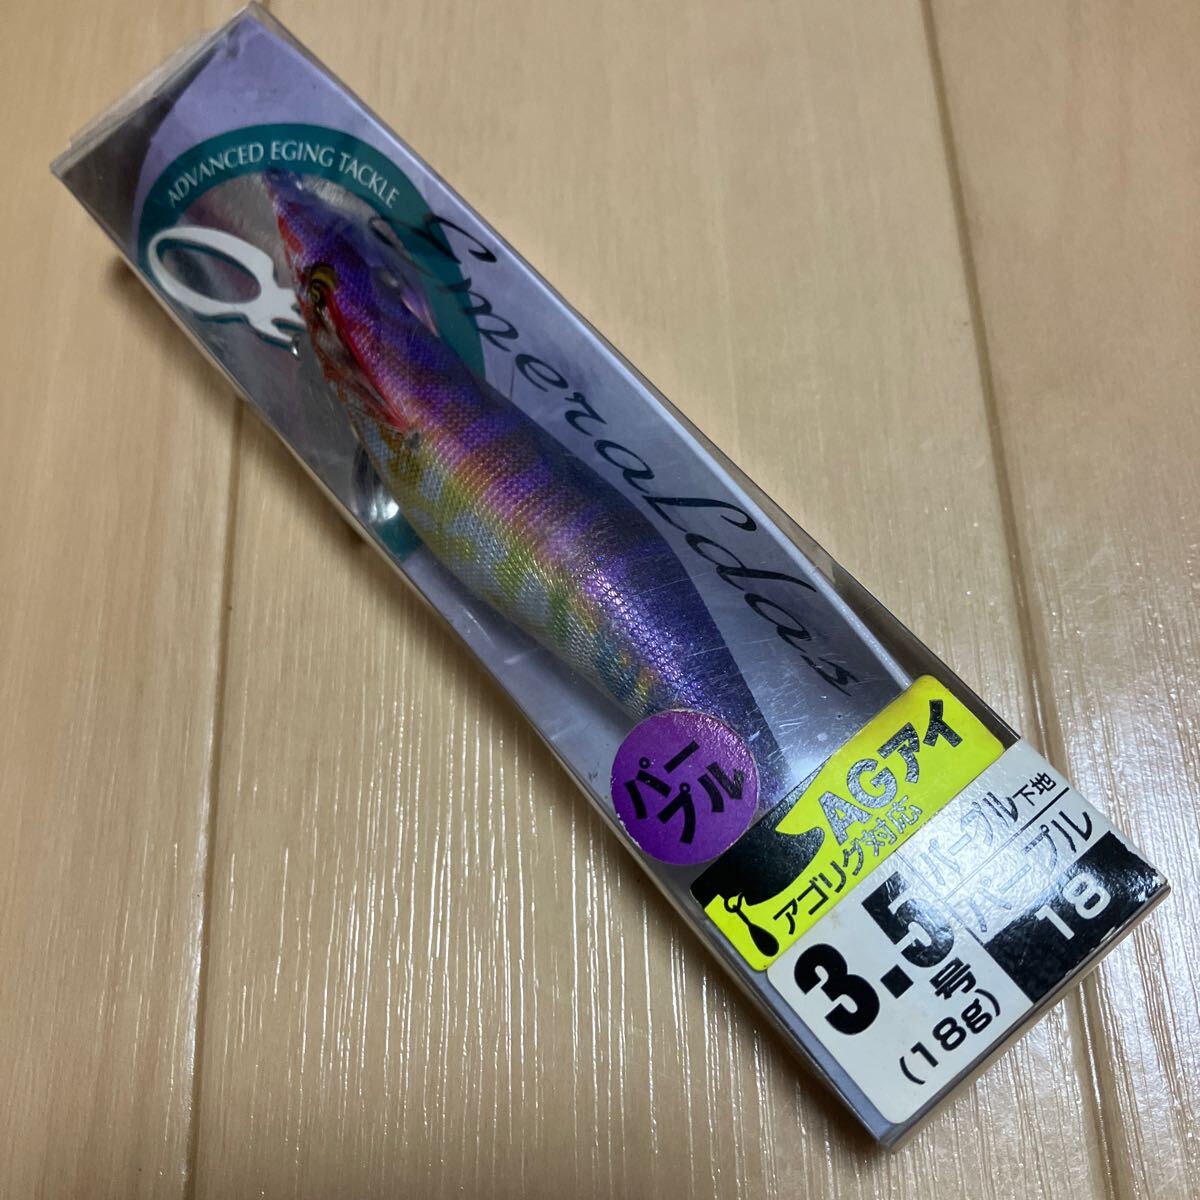 ADVANCED EGING TACKLE
Emeraldas
パー
プル
AGアイ
アゴリグ対応
3.5号
(18g)
パープル下地
パープル
18